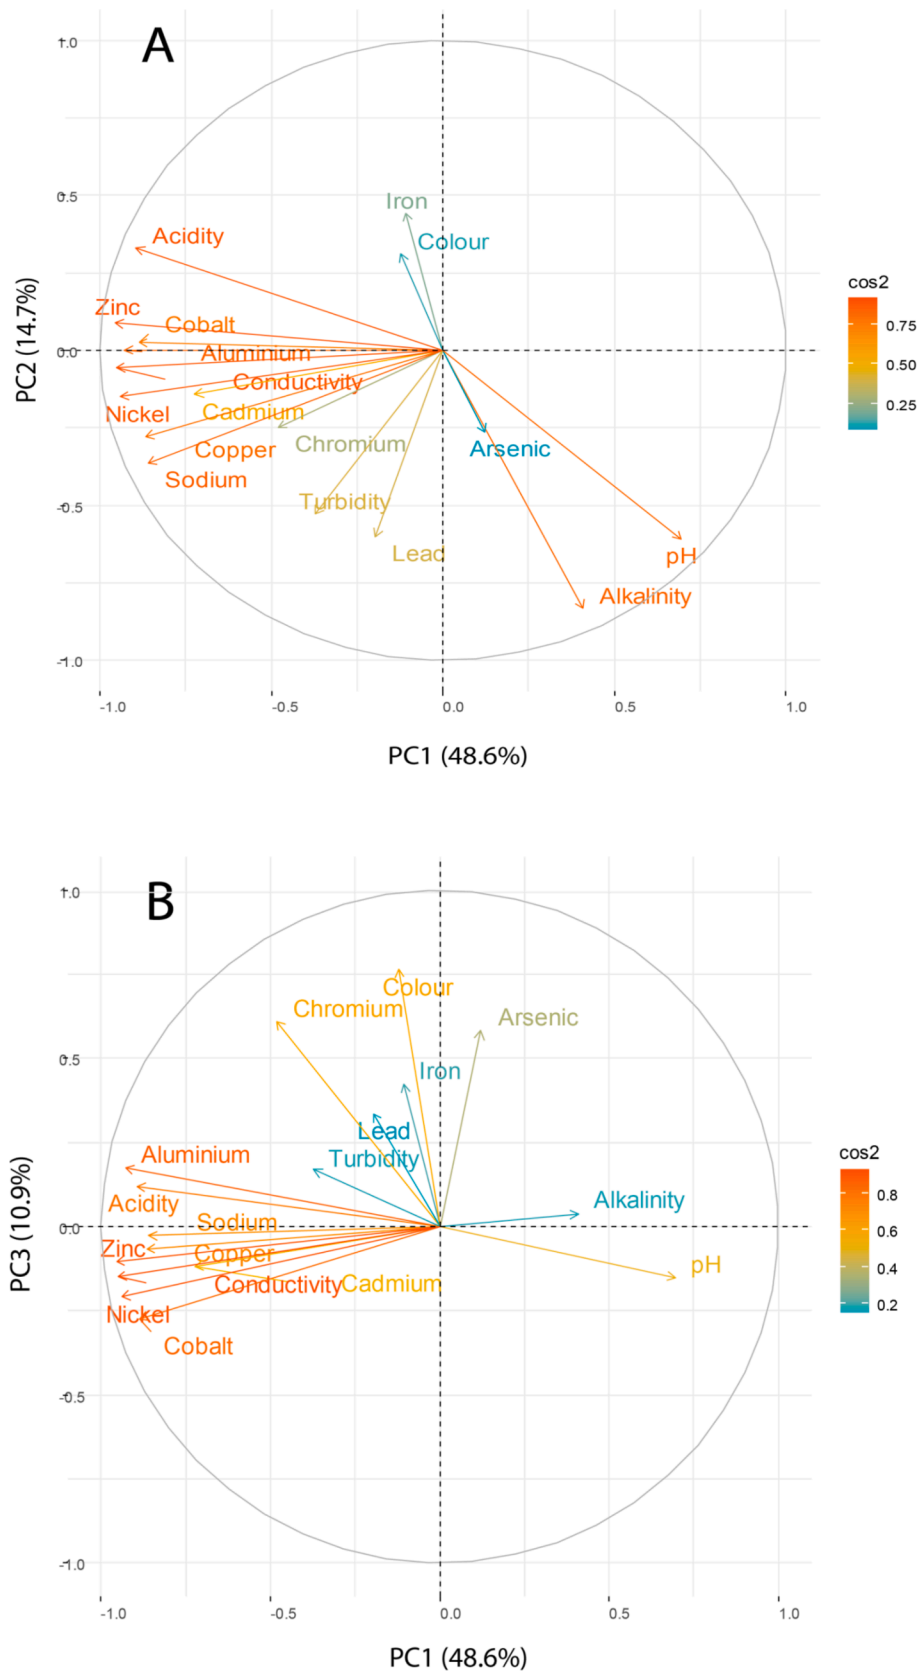 A
1.0
0.5
0.0
-0.5
-1.0
PC2 (14.7%)
Iron
Colour
Acidity
Zinc
Cobalt
Aluminium
Conductivity
Nickel
Cadmium
Chromium
Copper
Sodium
Turbidity
Lead
Arsenic
pH
Alkalinity
cos2
0.75
0.50
0.25
-1.0 -0.5 0.0 0.5 1.0
PC1 (48.6%)
B
1.0
0.5
0.0
-0.5
-1.0
PC3 (10.9%)
Colour
Chromium
Arsenic
Iron
Lead
Turbidity
Aluminium
Acidity
Sodium
Zinc
Copper
Conductivity
Cadmium
Nickel
Cobalt
Alkalinity
pH
cos2
0.8
0.6
0.4
0.2
-1.0 -0.5 0.0 0.5 1.0
PC1 (48.6%)